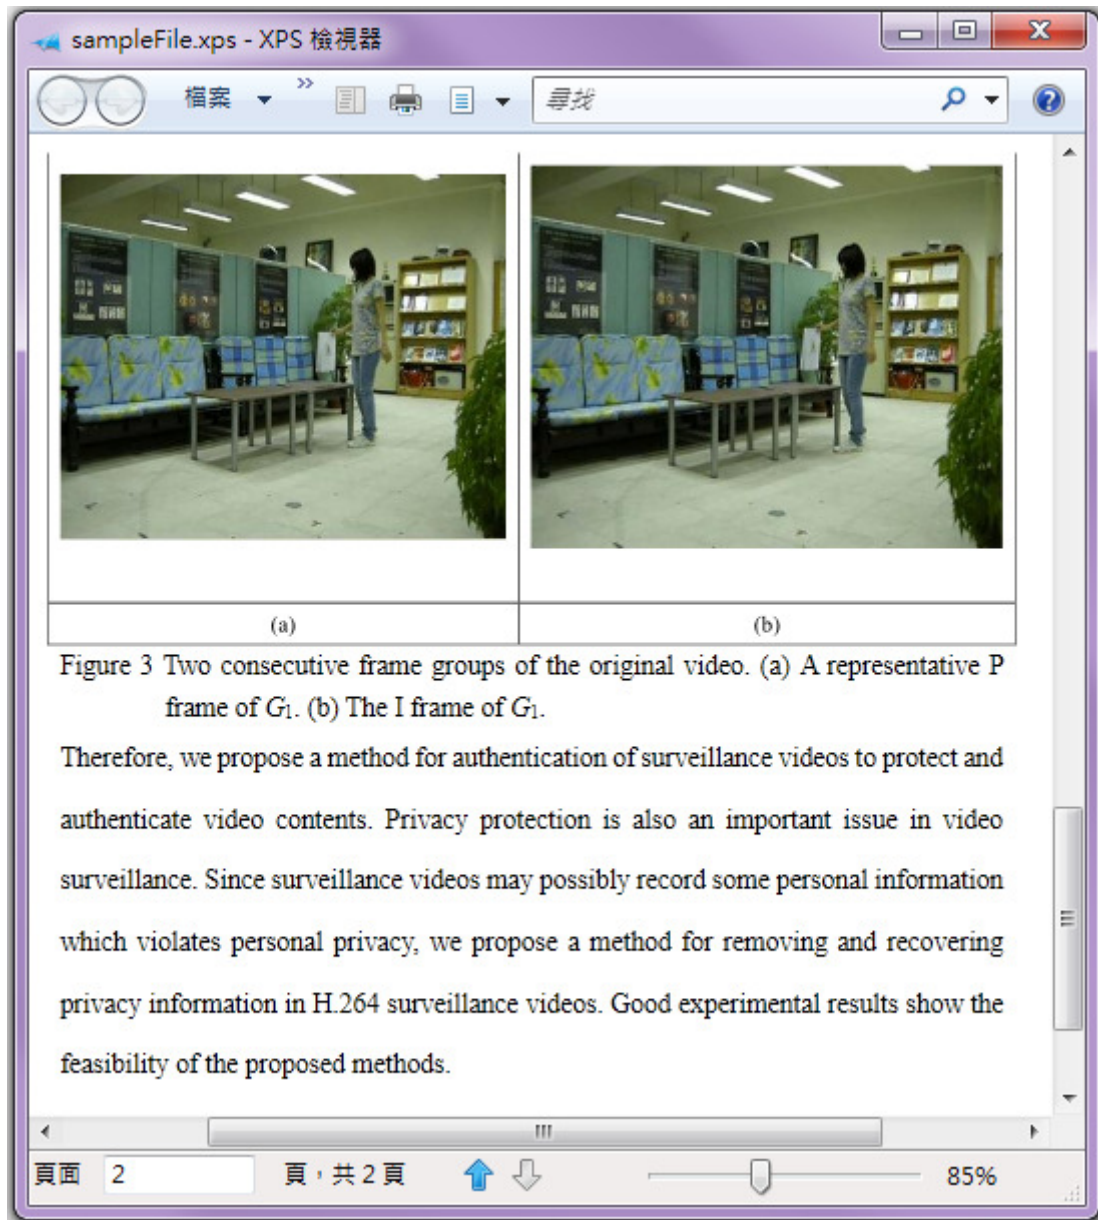 sampleFile.xps - XPS 檢視器
檔案
尋找
(a)
(b)
Figure 3 Two consecutive frame groups of the original video. (a) A representative P
frame of G1. (b) The I frame of G1.
Therefore, we propose a method for authentication of surveillance videos to protect and
authenticate video contents. Privacy protection is also an important issue in video
surveillance. Since surveillance videos may possibly record some personal information
which violates personal privacy, we propose a method for removing and recovering
privacy information in H.264 surveillance videos. Good experimental results show the
feasibility of the proposed methods.
頁面 2 頁，共 2 頁 85%